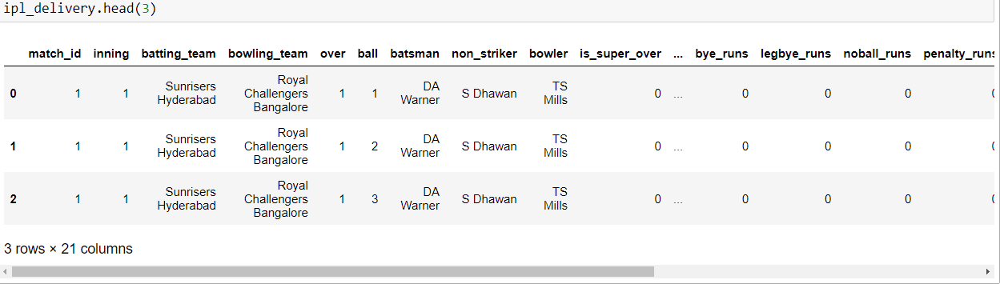 ipl_delivery.head(3)
match_id inning batting_team bowling_team over ball batsman non_striker bowler is_super_over ... bye_runs legbye_runs noball_runs penalty_runs
0 1 1 Sunrisers Hyderabad Royal Challengers Bangalore 1 1 DA Warner S Dhawan TS Mills 0 ... 0 0 0 0
1 1 1 Sunrisers Hyderabad Royal Challengers Bangalore 1 2 DA Warner S Dhawan TS Mills 0 ... 0 0 0 0
2 1 1 Sunrisers Hyderabad Royal Challengers Bangalore 1 3 DA Warner S Dhawan TS Mills 0 ... 0 0 0 0
3 rows × 21 columns